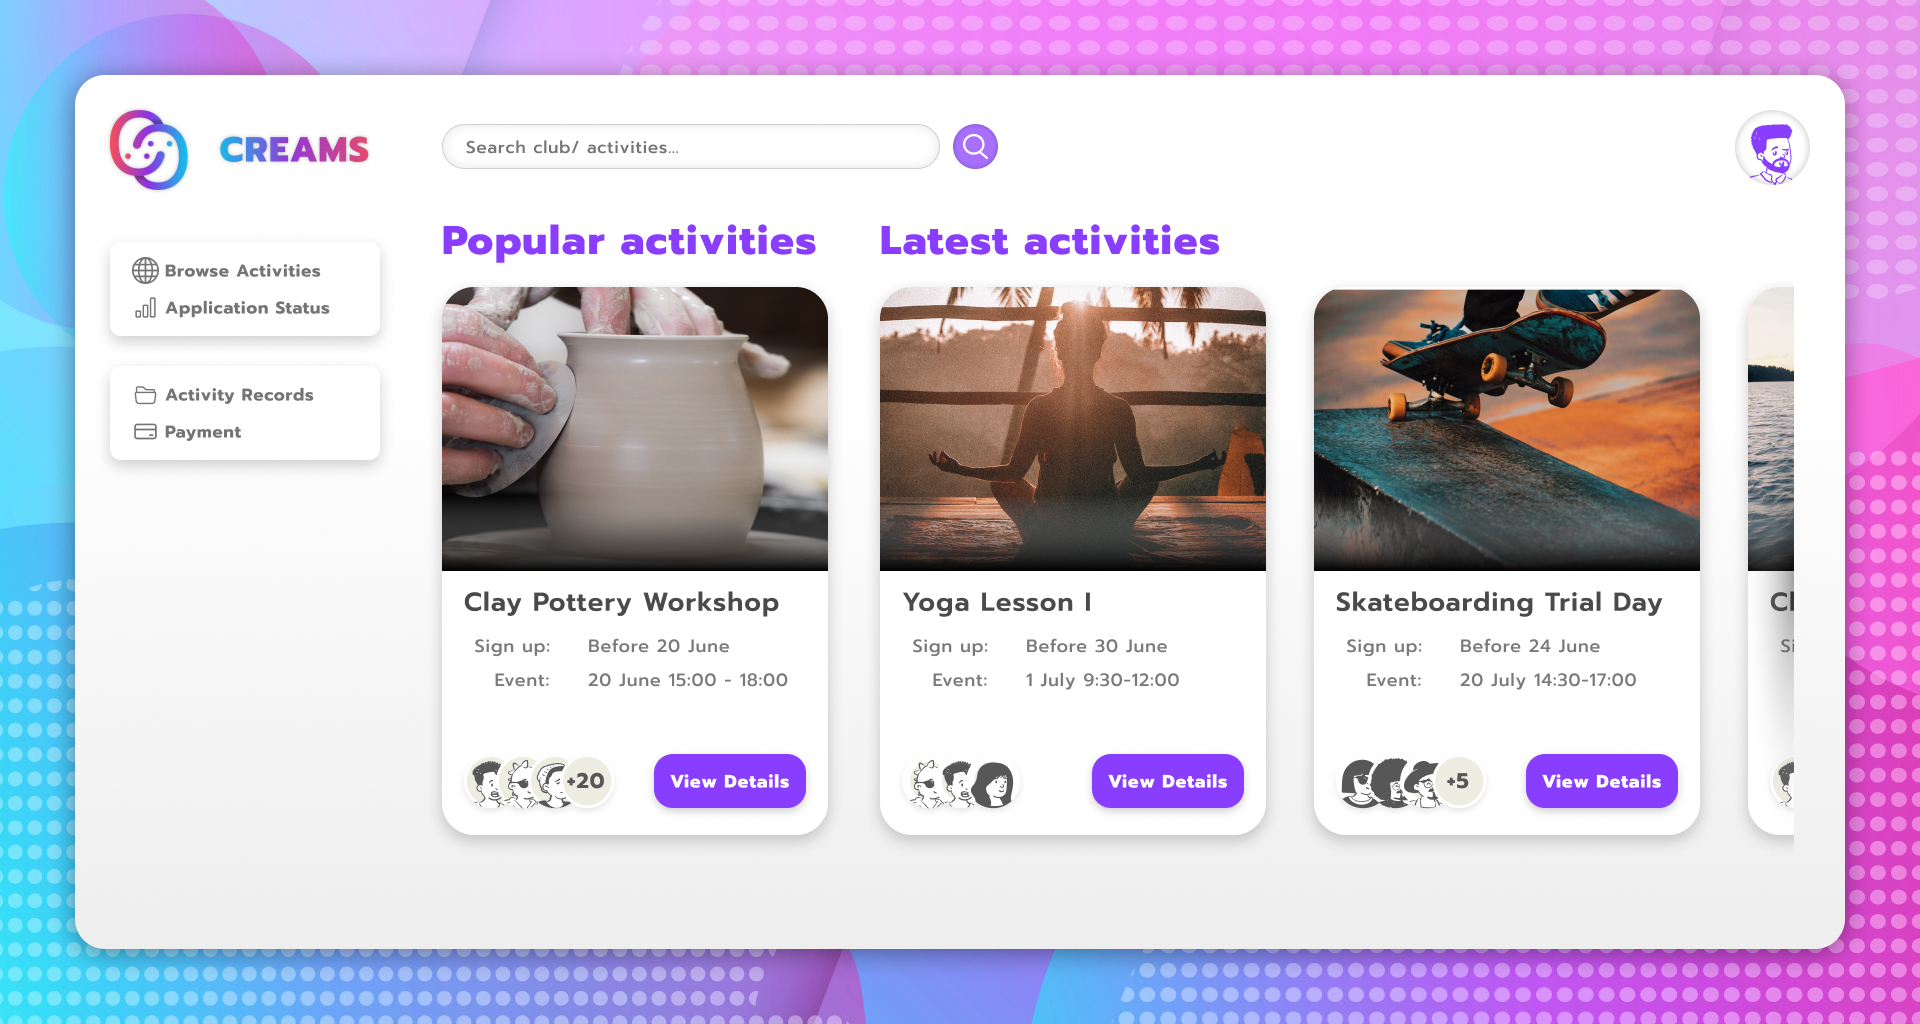 CREAMS
Search club/ activities...
Browse Activities
Application Status
Activity Records
Payment
Popular activities
Clay Pottery Workshop
Sign up: Before 20 June
Event: 20 June 15:00 - 18:00
+20
View Details
Latest activities
Yoga Lesson I
Sign up: Before 30 June
Event: 1 July 9:30-12:00
View Details
Skateboarding Trial Day
Sign up: Before 24 June
Event: 20 July 14:30-17:00
+5
View Details